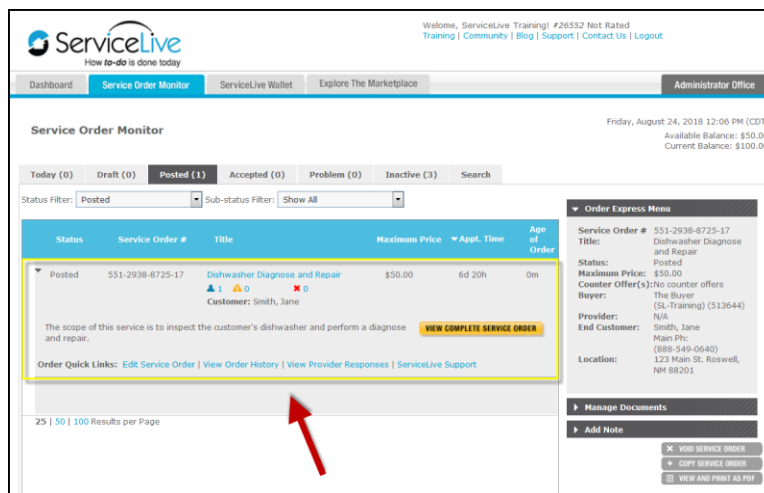 ServiceLive
How to-do is done today
Welome, ServiceLive Training! #26552 Not Rated
Training | Community | Blog | Support | Contact Us | Logout
Dashboard Service Order Monitor ServiceLive Wallet Explore The Marketplace Administrator Office
Service Order Monitor
Friday, August 24, 2018 12:06 PM (CDT
Available Balance: $50.0
Current Balance: $100.0
Today (0) Draft (0) Posted (1) Accepted (0) Problem (0) Inactive (3) Search
Status Filter: Posted Sub-status Filter: Show All
Status Service Order # Title Maximum Price Appt. Time Age of Order
Posted 551-2938-8725-17 Dishwasher Diagnose and Repair $50.00 6d 20h 0m
1 0 0
Customer: Smith, Jane
The scope of this service is to inspect the customer's dishwasher and perform a diagnose
and repair.
VIEW COMPLETE SERVICE ORDER
Order Quick Links: Edit Service Order | View Order History | View Provider Responses | ServiceLive Support
25 | 50 | 100 Results per Page
Order Express Menu
Service Order # 551-2938-8725-17
Title: Dishwasher Diagnose
and Repair
Status: Posted
Maximum Price: $50.00
Counter Offer(s): No counter offers
Buyer: The Buyer
(SL-Training) (513644)
Provider: N/A
End Customer: Smith, Jane
Main Ph:
(888-549-0640)
Location: 123 Main St. Roswell,
NM 88201
Manage Documents
Add Note
VOID SERVICE ORDER
COPY SERVICE ORDER
VIEW AND PRINT AS PDF